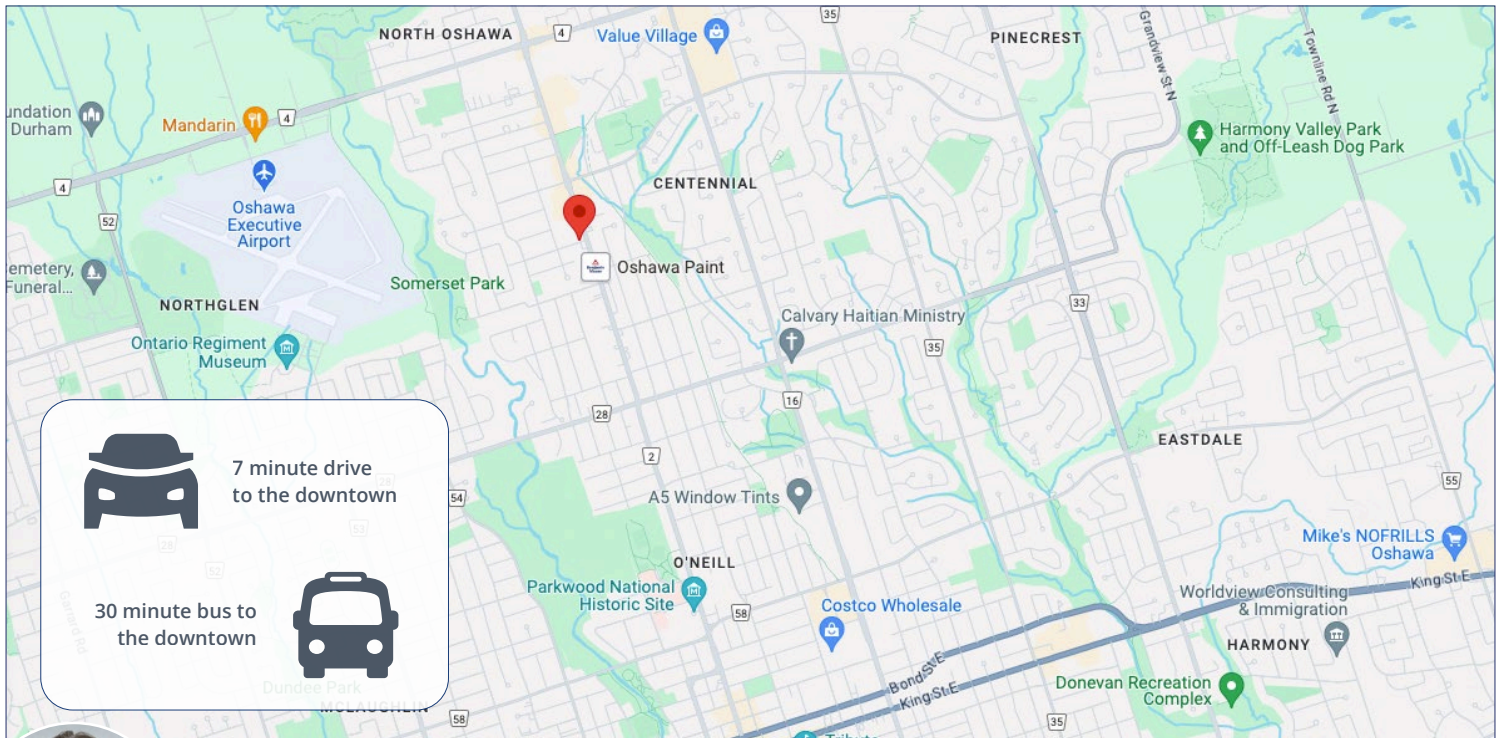 35
NORTH OSHAWA
4
Value Village
PINECREST
Grandview St N
Townline Rd N
undation
Durham
Mandarin
4
Harmony Valley Park
and Off-Leash Dog Park
4
CENTENNIAL
52
Oshawa
Executive
Airport
emetery,
Funeral...
Oshawa Paint
Somerset Park
NORTHGLEN
33
Calvary Haitian Ministry
Ontario Regiment
Museum
35
16
28
EASTDALE
2
7 minute drive
to the downtown
28
54
A5 Window Tints
55
53
28
Mike's NOFRILLS
Oshawa
O'NEILL
52
King St E
Parkwood National
Historic Site
Worldview Consulting
& Immigration
30 minute bus to
the downtown
58
Costco Wholesale
Garrard Rd
HARMONY
Bond St E
King St E
Dundee Park
Donevan Recreation
Complex
MCLAUGHLIN
58
35
Tribute